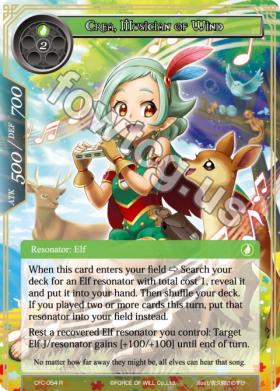 Crea, Musician of Wind
2
ATK 500 / DEF 700
fowtcg.us
Resonator: Elf
When this card enters your field ⇨ Search your
deck for an Elf resonator with total cost 1, reveal it
and put it into your hand. Then shuffle your deck.
If you played two or more cards this turn, put that
resonator into your field instead.
Rest another Elf recovered you control: Target
Elf J/resonator gains [+100/+100] until end of turn.
No matter how far away they might be, all elves can hear that song.
CFC-054 R
©FORCE OF WILL Co.,Ltd.